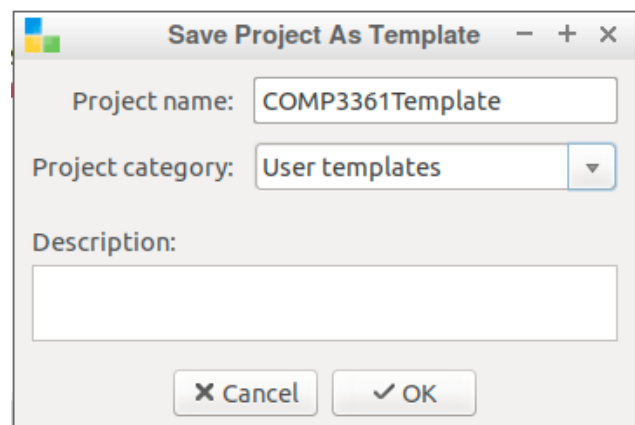 Save Project As Template
Project name: COMP3361Template
Project category: User templates
Description:
Cancel OK